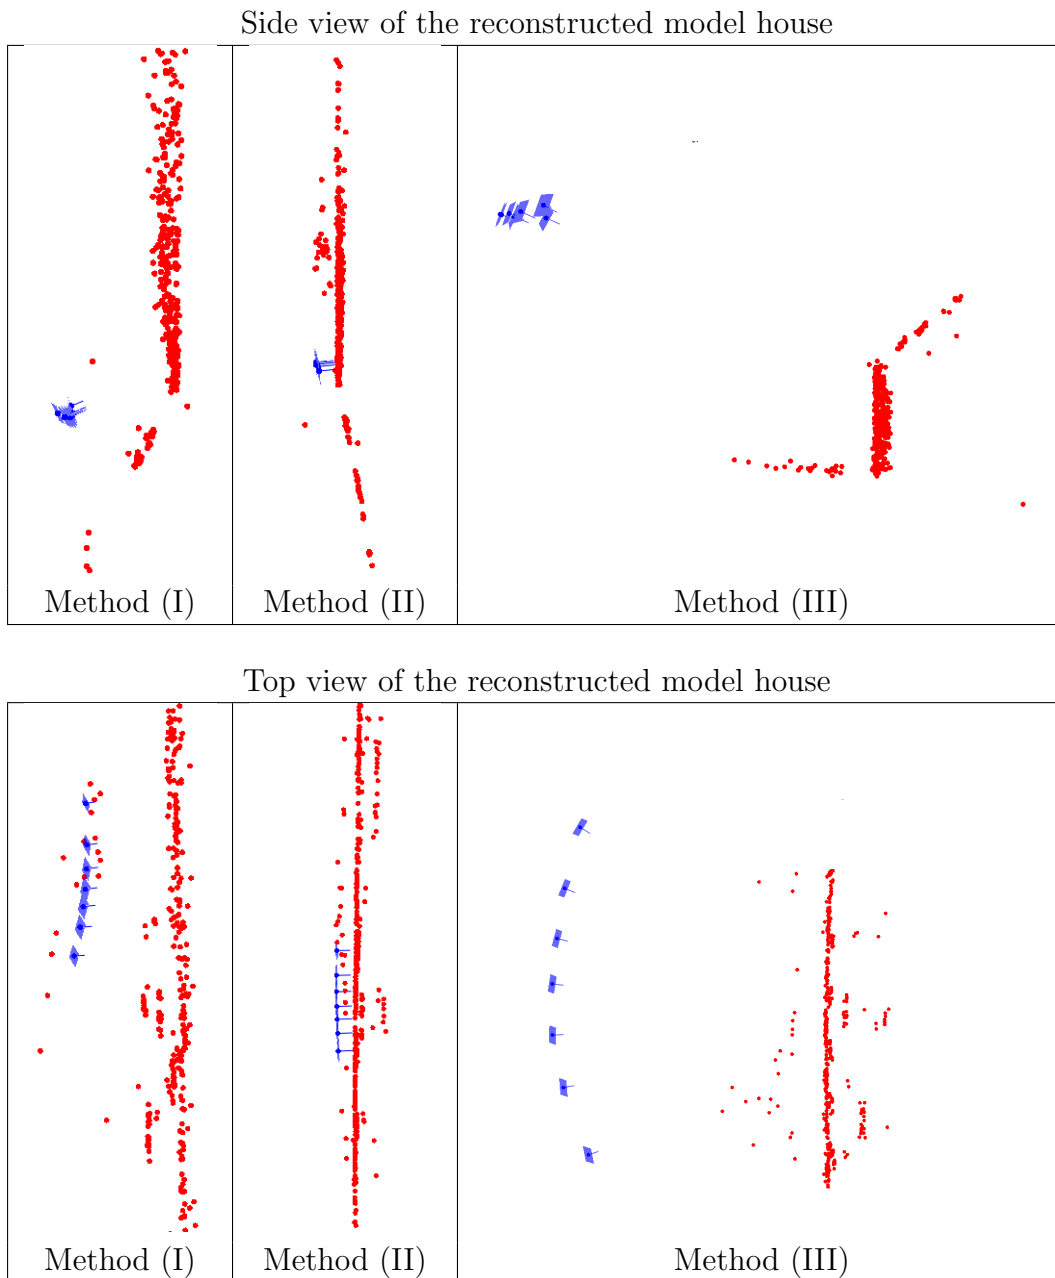 Side view of the reconstructed model house
Method (I) Method (II) Method (III)
Top view of the reconstructed model house
Method (I) Method (II) Method (III)